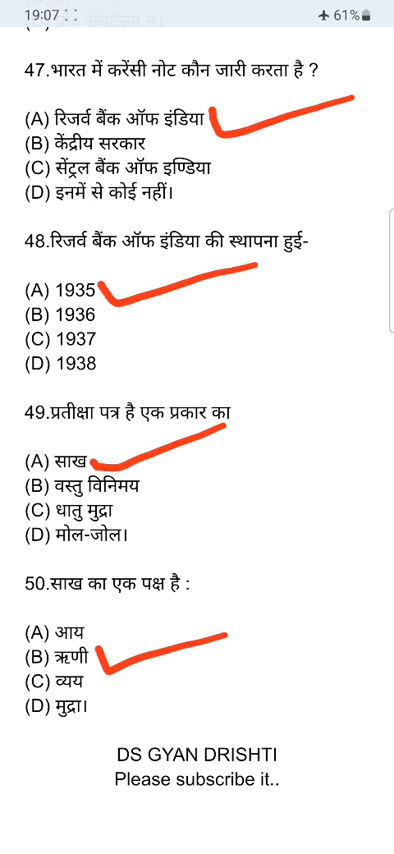 19:07
61%
47.भारत में करेंसी नोट कौन जारी करता है ?
(A) रिजर्व बैंक ऑफ इंडिया
(B) केंद्रीय सरकार
(C) सेंट्रल बैंक ऑफ इण्डिया
(D) इनमें से कोई नहीं।
48.रिजर्व बैंक ऑफ इंडिया की स्थापना हुई-
(A) 1935
(B) 1936
(C) 1937
(D) 1938
49.प्रतीक्षा पत्र है एक प्रकार का
(A) साख
(B) वस्तु विनिमय
(C) धातु मुद्रा
(D) मोल-जोल।
50.साख का एक पक्ष है :
(A) आय
(B) ऋणी
(C) व्यय
(D) मुद्रा।
DS GYAN DRISHTI
Please subscribe it..